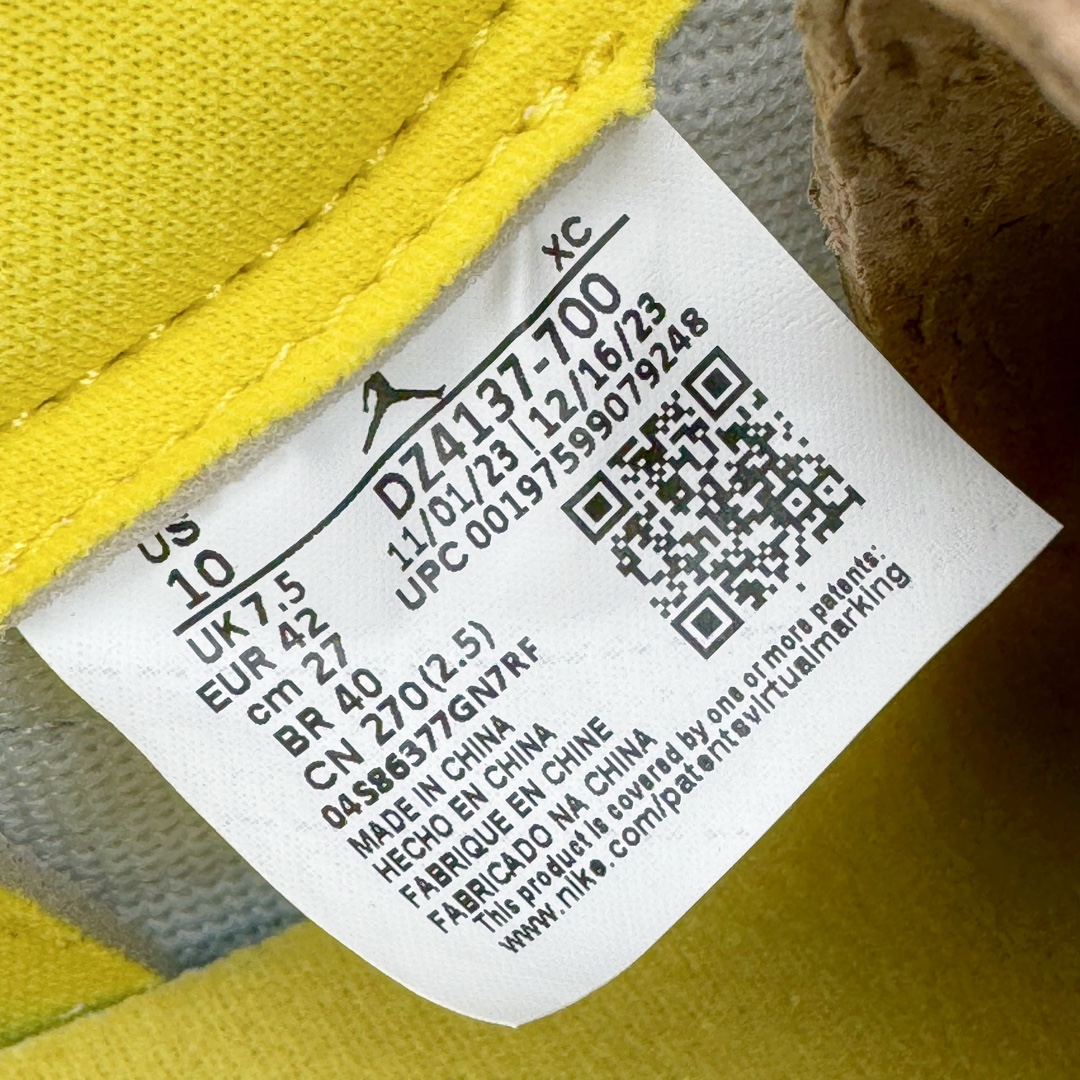 US
10
XC
UK 7.5
EUR 42
cm 27
BR 40
CN 270(2.5)
DZ4137-700
11/01/23 | 12/16/23
UPC 00197599079248
04S86377GN7RF
MADE IN CHINA
HECHO EN CHINA
FABRIQUE EN CHINE
FABRICADO NA CHINA
This product is covered by one or more patents:
www.nike.com/patentsvirtualmarking